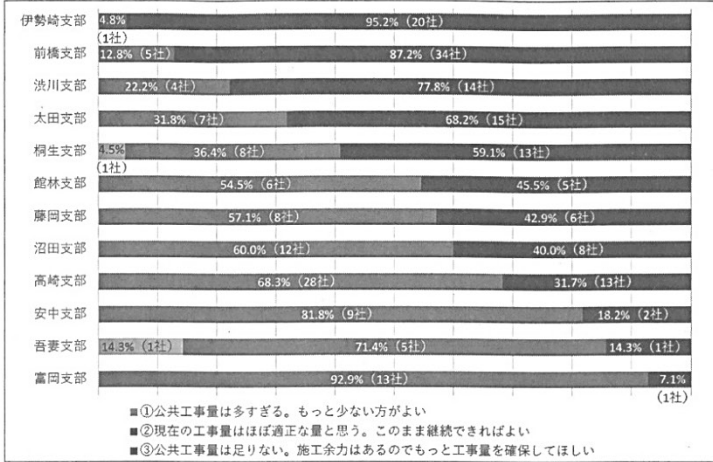 伊勢崎支部 4.8% 95.2%（20社）
(1社)
前橋支部 12.8%（5社） 87.2%（34社）
渋川支部 22.2%（4社） 77.8%（14社）
太田支部 31.8%（7社） 68.2%（15社）
桐生支部 4.5% 36.4%（8社） 59.1%（13社）
(1社)
館林支部 54.5%（6社） 45.5%（5社）
藤岡支部 57.1%（8社） 42.9%（6社）
沼田支部 60.0%（12社） 40.0%（8社）
高崎支部 68.3%（28社） 31.7%（13社）
安中支部 81.8%（9社） 18.2%（2社）
吾妻支部 14.3%（1社） 71.4%（5社） 14.3%（1社）
富岡支部 92.9%（13社） 7.1%
(1社)
■①公共工事量は多すぎる。もっと少ない方がよい
■②現在の工事量はほぼ適正な量と思う。このまま継続できればよい
■③公共工事量は足りない。施工余力はあるのでもっと工事量を確保してほしい